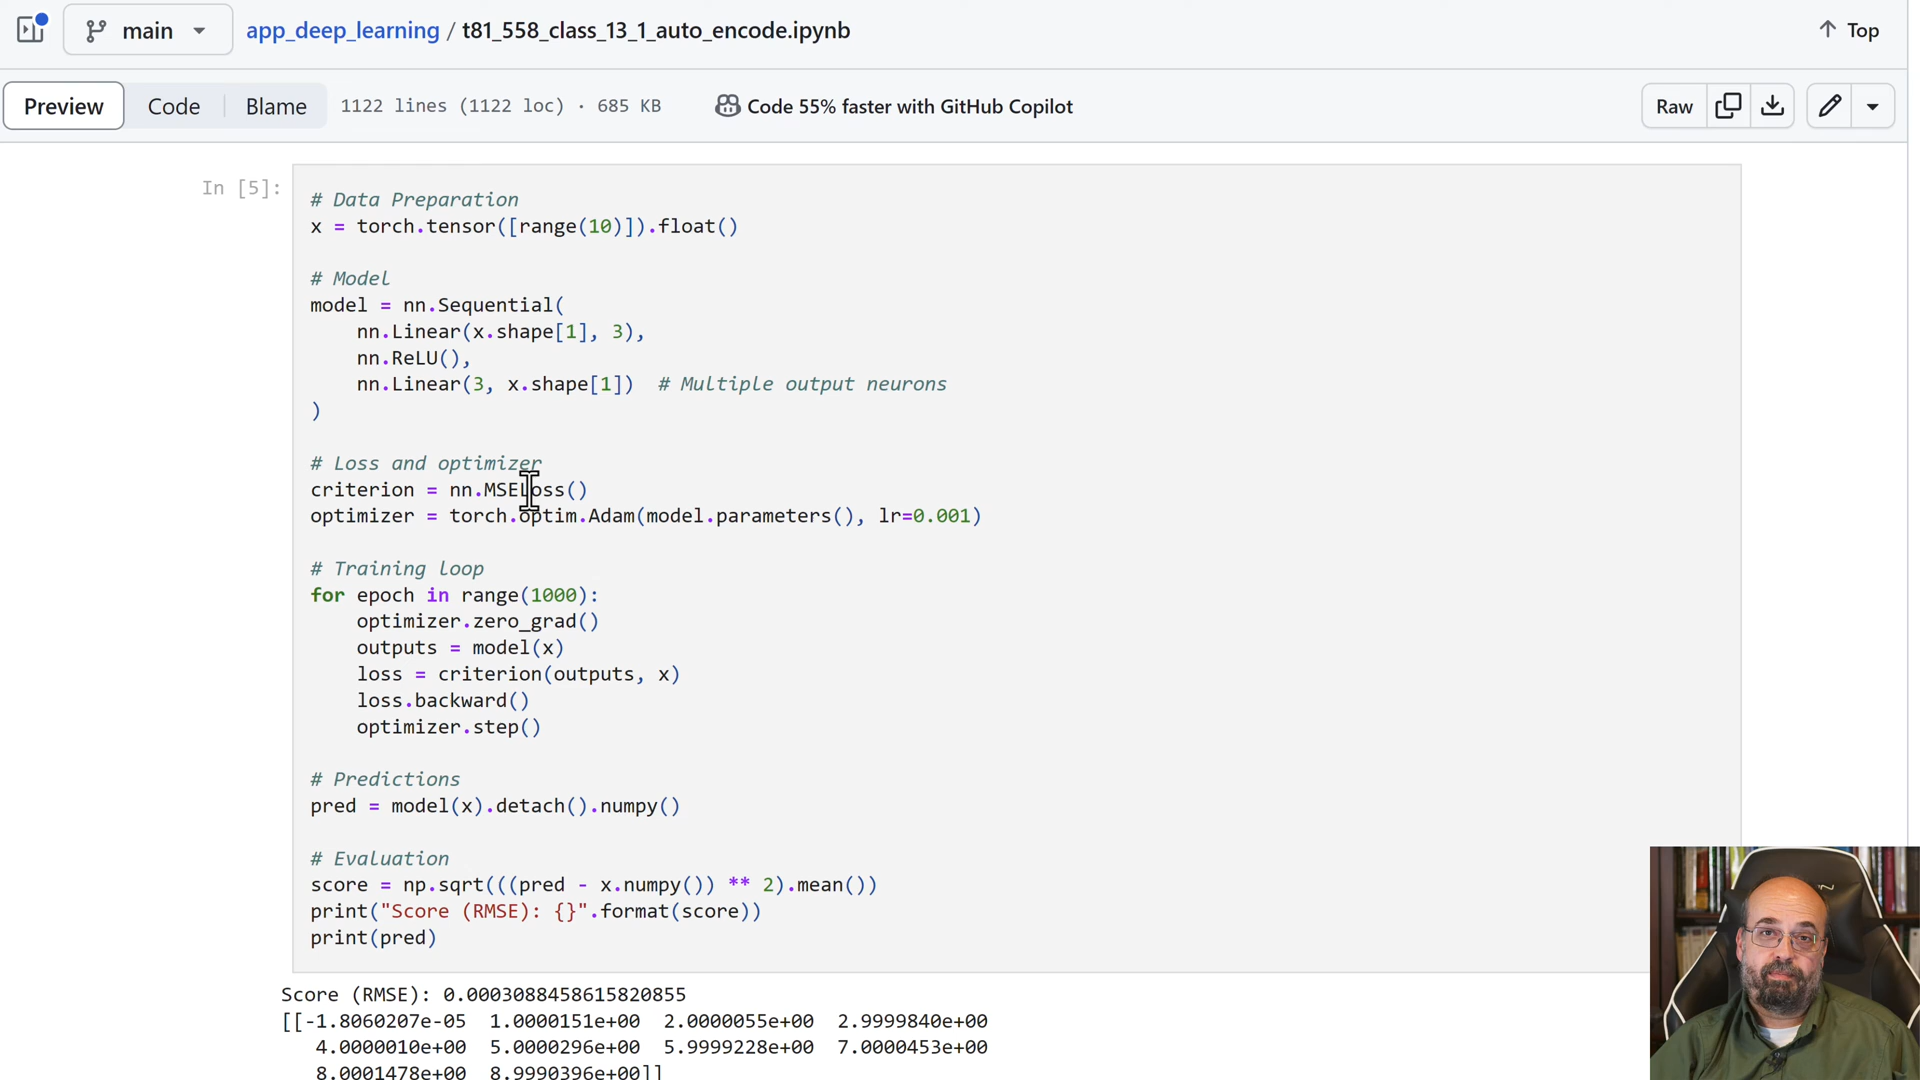 main app_deep_learning / t81_558_class_13_1_auto_encode.ipynb Top
Preview Code Blame 1122 lines (1122 loc) · 685 KB Code 55% faster with GitHub Copilot Raw
In [5]:
# Data Preparation
x = torch.tensor([range(10)]).float()
# Model
model = nn.Sequential(
    nn.Linear(x.shape[1], 3),
    nn.ReLU(),
    nn.Linear(3, x.shape[1])  # Multiple output neurons
)
# Loss and optimizer
criterion = nn.MSELoss()
optimizer = torch.optim.Adam(model.parameters(), lr=0.001)
# Training loop
for epoch in range(1000):
    optimizer.zero_grad()
    outputs = model(x)
    loss = criterion(outputs, x)
    loss.backward()
    optimizer.step()
# Predictions
pred = model(x).detach().numpy()
# Evaluation
score = np.sqrt(((pred - x.numpy()) ** 2).mean())
print("Score (RMSE): {}".format(score))
print(pred)
Score (RMSE): 0.0003088458615820855
[[-1.8060207e-05  1.0000151e+00  2.0000055e+00  2.9999840e+00
   4.0000010e+00  5.0000296e+00  5.9999228e+00  7.0000453e+00
   8.0001478e+00  8.9990396e+00]]